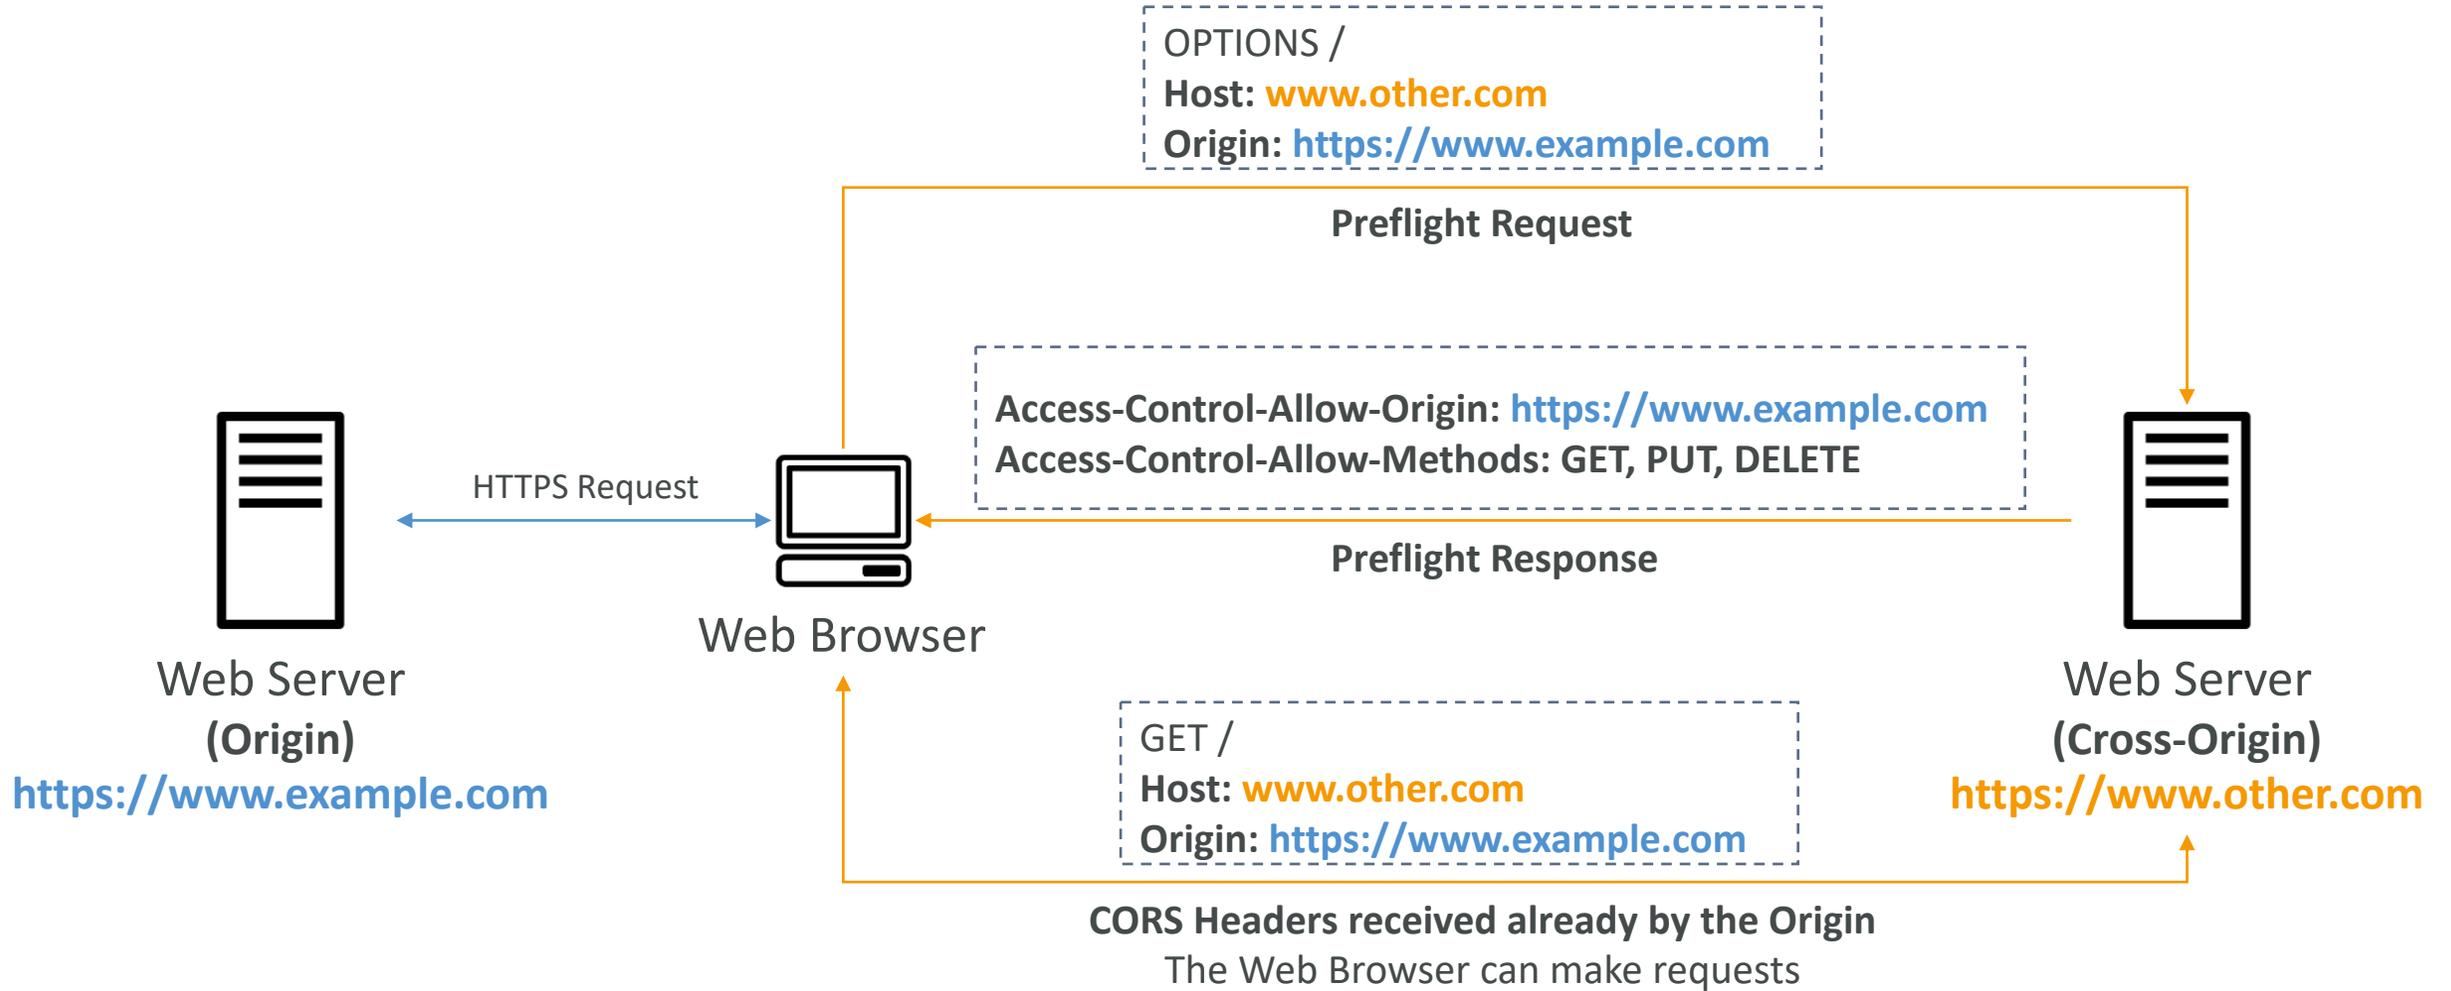 OPTIONS /
Host: www.other.com
Origin: https://www.example.com
Preflight Request
Access-Control-Allow-Origin: https://www.example.com
Access-Control-Allow-Methods: GET, PUT, DELETE
HTTPS Request
Preflight Response
Web Browser
Web Server
(Origin)
https://www.example.com
Web Server
(Cross-Origin)
https://www.other.com
GET /
Host: www.other.com
Origin: https://www.example.com
CORS Headers received already by the Origin
The Web Browser can make requests